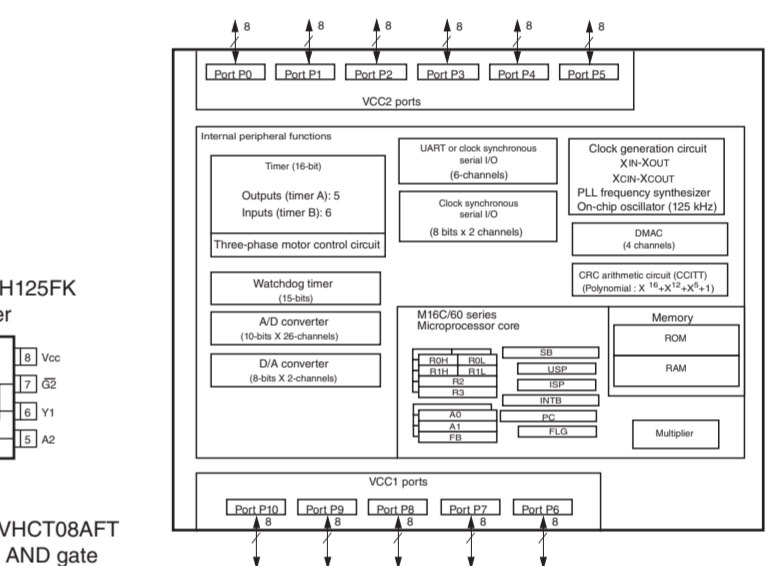 8 8 8 8 8 8
Port P0 Port P1 Port P2 Port P3 Port P4 Port P5
VCC2 ports
Internal peripheral functions
Timer (16-bit)
Outputs (timer A): 5
Inputs (timer B): 6
Three-phase motor control circuit
UART or clock synchronous
serial I/O
(6-channels)
Clock synchronous
serial I/O
(8 bits x 2 channels)
Clock generation circuit
XIN-XOUT
XCIN-XCOUT
PLL frequency synthesizer
On-chip oscillator (125 kHz)
DMAC
(4 channels)
CRC arithmetic circuit (CCITT)
(Polynomial : X 16+X12+X5+1)
Watchdog timer
(15-bits)
A/D converter
(10-bits X 26-channels)
D/A converter
(8-bits X 2-channels)
M16C/60 series
Microprocessor core
R0H R0L
R1H R1L
R2
R3
A0
A1
FB
SB
USP
ISP
INTB
PC
FLG
Memory
ROM
RAM
Multiplier
VCC1 ports
Port P10 Port P9 Port P8 Port P7 Port P6
8 8 8 8 8
H125FK
er
8 Vcc
7 G2
6 Y1
5 A2
VHCT08AFT
AND gate